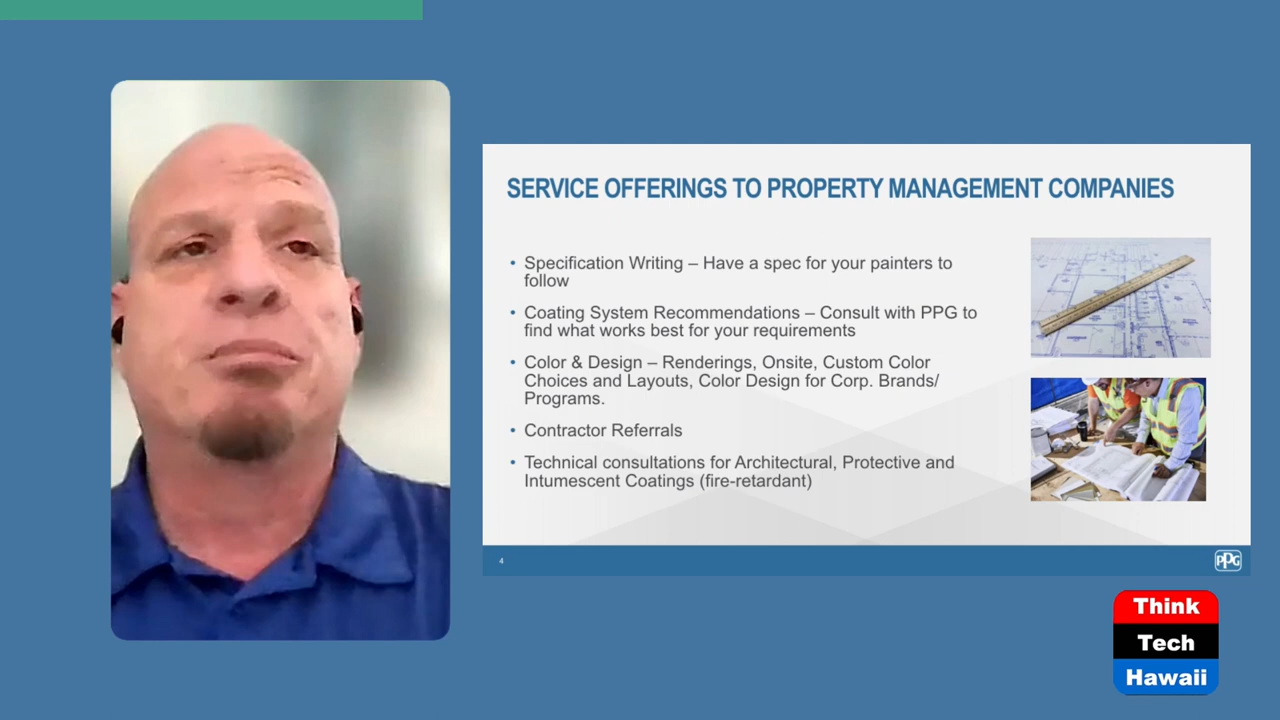 SERVICE OFFERINGS TO PROPERTY MANAGEMENT COMPANIES
• Specification Writing – Have a spec for your painters to
follow
• Coating System Recommendations – Consult with PPG to
find what works best for your requirements
• Color & Design – Renderings, Onsite, Custom Color
Choices and Layouts, Color Design for Corp. Brands/
Programs.
• Contractor Referrals
• Technical consultations for Architectural, Protective and
Intumescent Coatings (fire-retardant)
4
PPG
Think
Tech
Hawaii